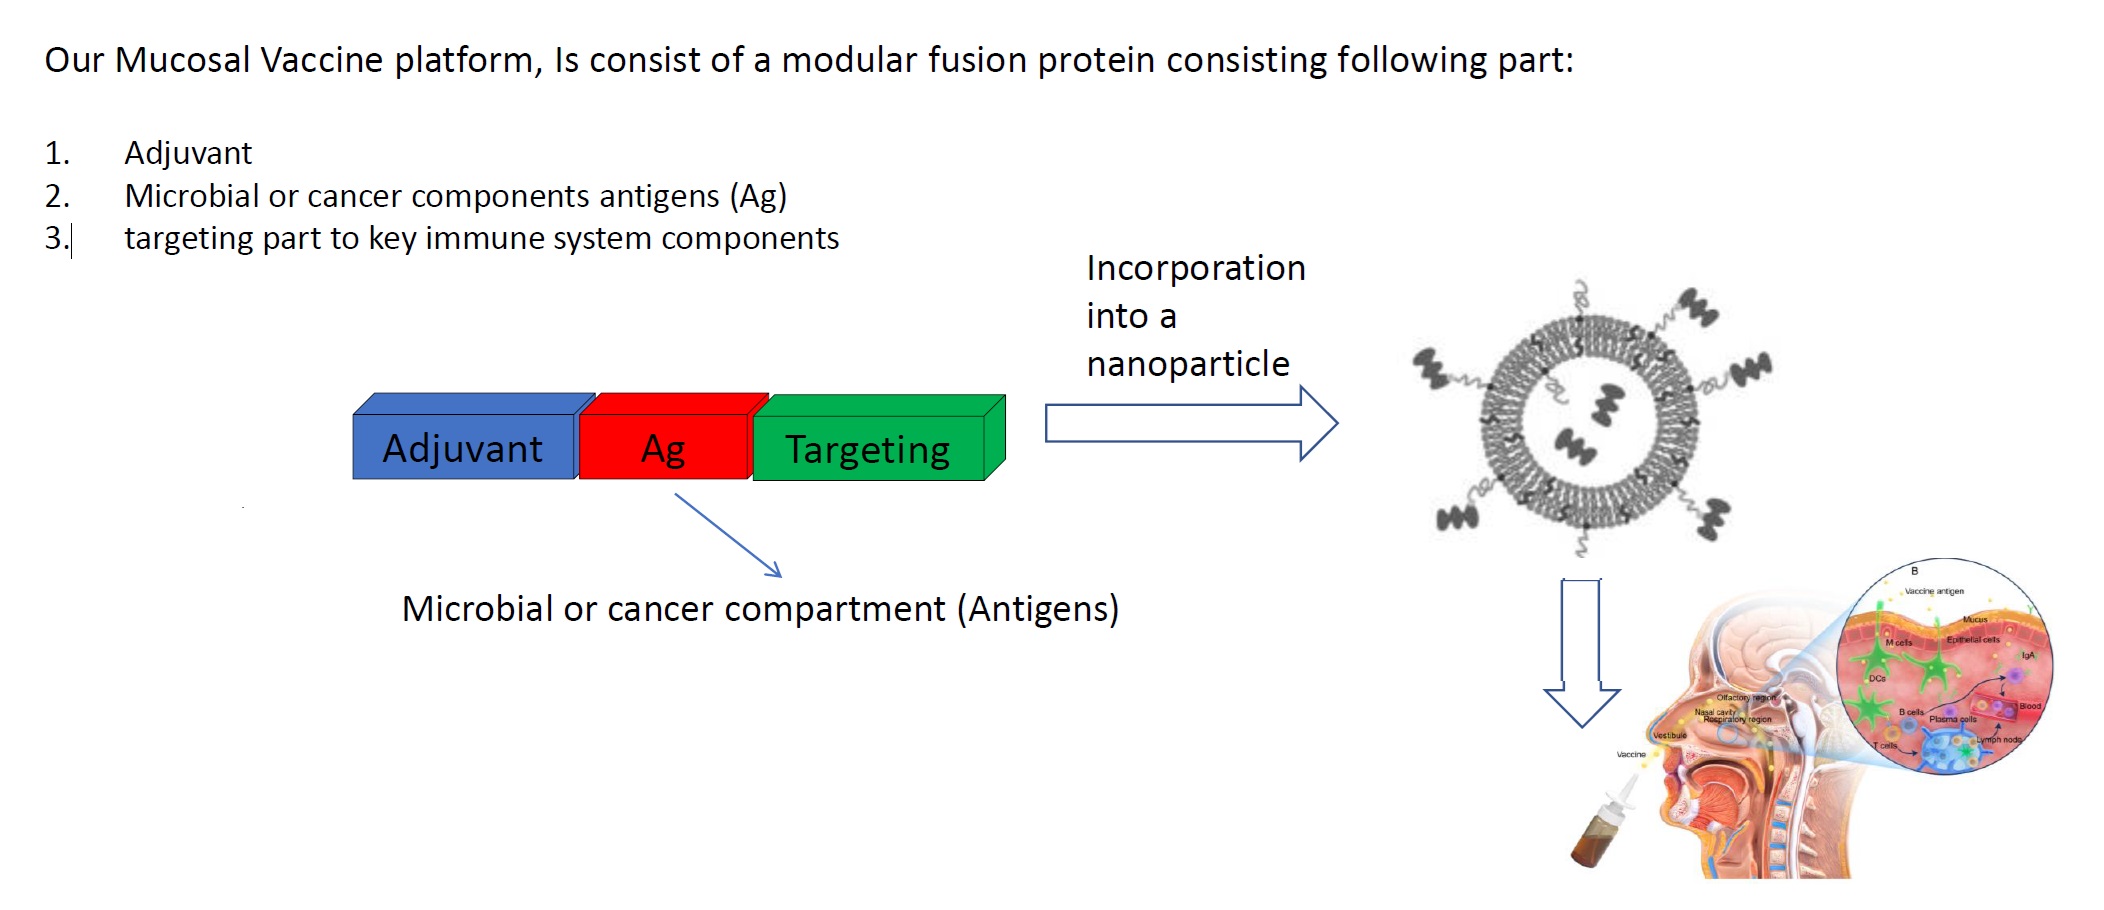 Our Mucosal Vaccine platform, Is consist of a modular fusion protein consisting following part:
1. Adjuvant
2. Microbial or cancer components antigens (Ag)
3. targeting part to key immune system components
Incorporation
into a
nanoparticle
Adjuvant
Ag
Targeting
Microbial or cancer compartment (Antigens)
B
Vaccine antigen
Mucus
M cells
Epithelial cells
IgA
DCs
B cells
Plasma cells
Blood
T cells
Lymph node
Olfactory region
Nasal cavity
Respiratory region
Vestibule
Vaccine